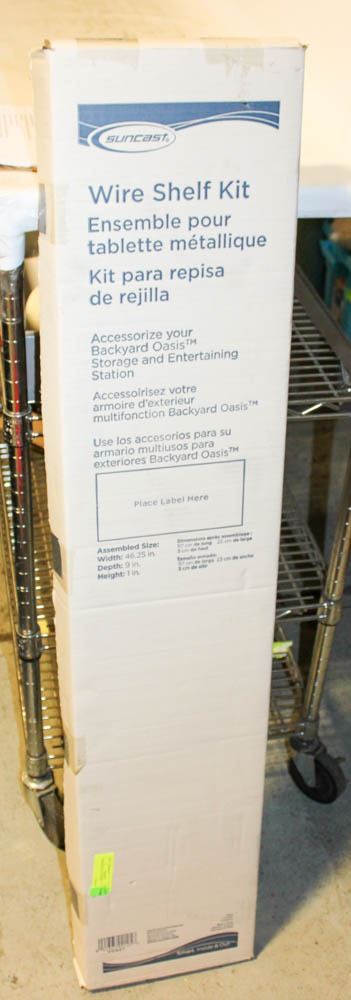 suncast
Wire Shelf Kit
Ensemble pour
tablette métallique
Kit para repisa
de rejilla
Accessorize your
Backyard Oasis™
Storage and Entertaining
Station
Accessoirisez votre
armoire d'exterieur
multifonction Backyard Oasis™
Use los accesorios para su
armario multiusos para
exteriores Backyard Oasis™
Place Label Here
Assembled Size:
Width: 46.25 in.
Depth: 9 in.
Height: 1 in.